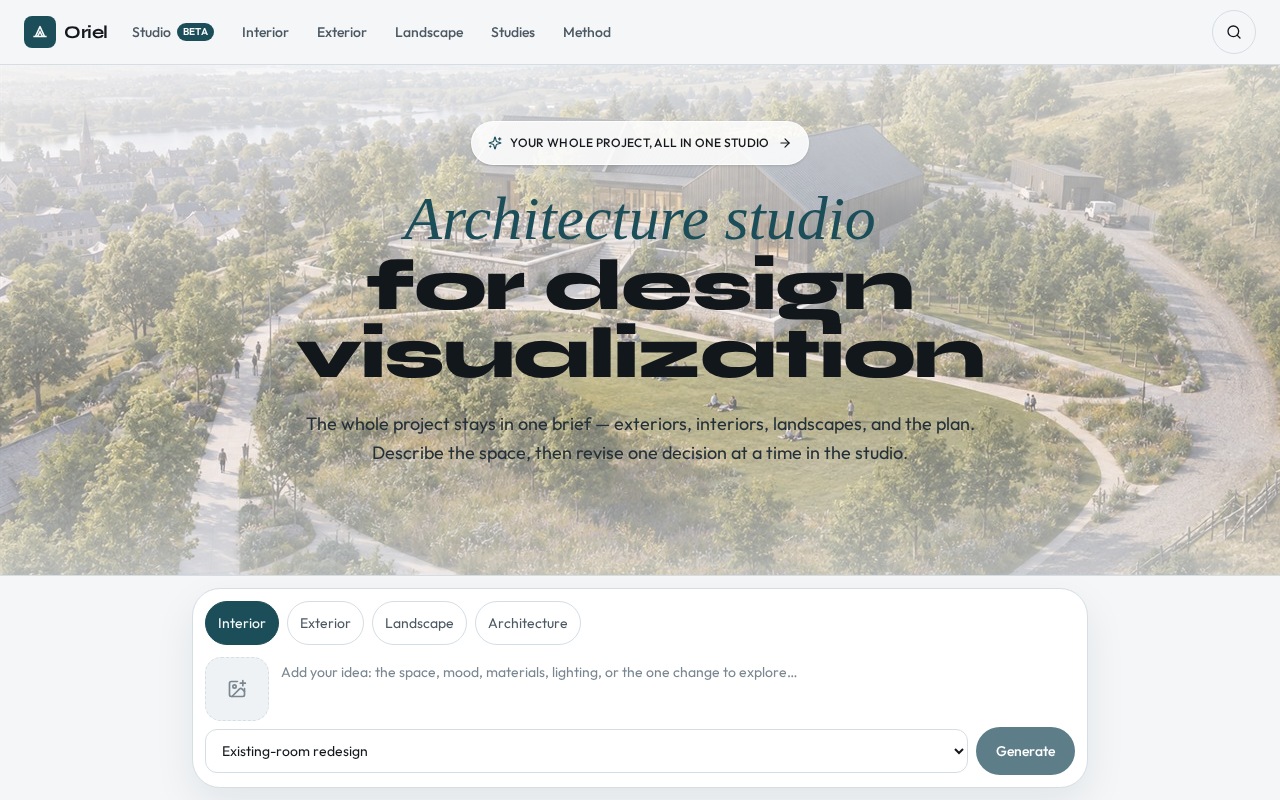 Oriel
Studio BETA
Interior
Exterior
Landscape
Studies
Method
YOUR WHOLE PROJECT, ALL IN ONE STUDIO
Architecture studio
for design
visualization
The whole project stays in one brief — exteriors, interiors, landscapes, and the plan.
Describe the space, then revise one decision at a time in the studio.
Interior
Exterior
Landscape
Architecture
Add your idea: the space, mood, materials, lighting, or the one change to explore…
Existing-room redesign
Generate